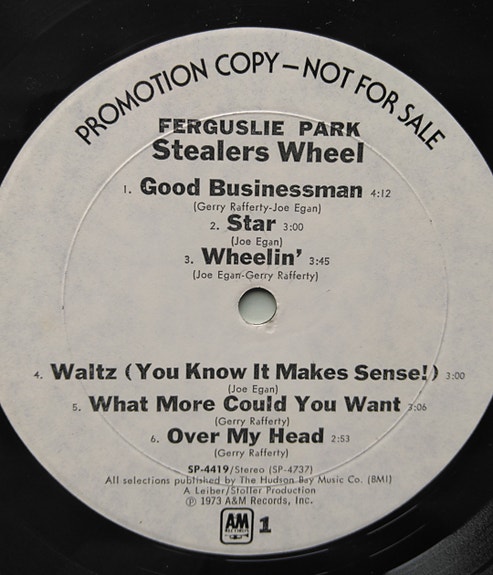 PROMOTION COPY—NOT FOR SALE
FERGUSLIE PARK
Stealers Wheel
1. Good Businessman 4:12
(Gerry Rafferty-Joe Egan)
2. Star 3:00
(Joe Egan)
3. Wheelin' 3:45
(Joe Egan-Gerry Rafferty)
4. Waltz (You Know It Makes Sense!) 3:00
(Joe Egan)
5. What More Could You Want 3:06
(Gerry Rafferty)
6. Over My Head 2:53
(Gerry Rafferty)
SP-4419/Stereo (SP-4737)
All selections published by The Hudson Bay Music Co. (BMI)
A Leiber/Stoller Production
℗ 1973 A&M Records, Inc.
AM RECORDS 1